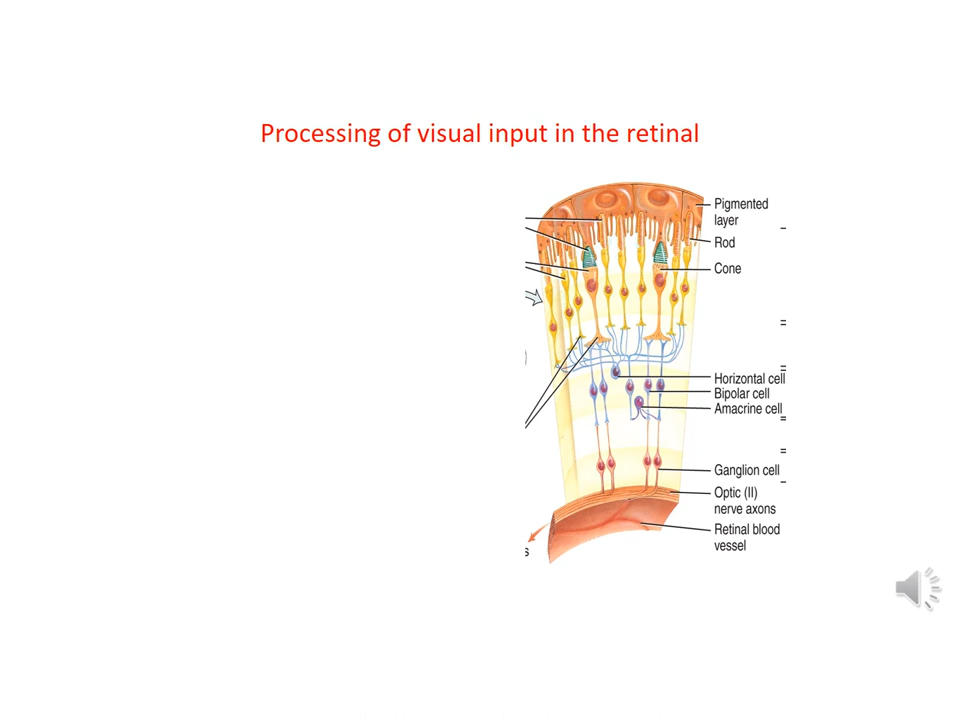 Processing of visual input in the retinal
Pigmented
layer
Rod
Cone
Horizontal cell
Bipolar cell
Amacrine cell
Ganglion cell
Optic (II)
nerve axons
Retinal blood
vessel
s